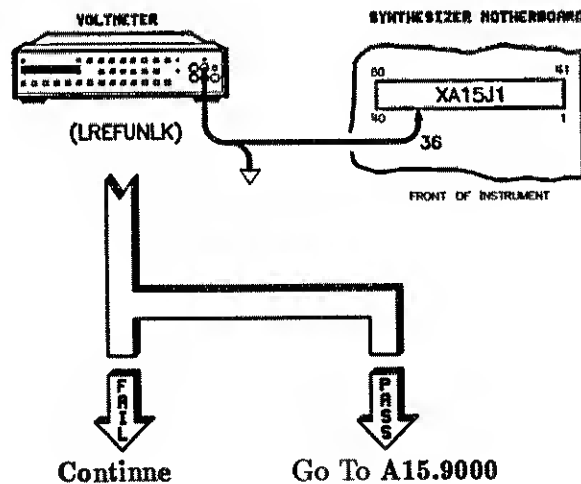 VOLTMETER
SYNTHESIZER MOTHERBOARD
80
41
XA15J1
40
1
(LREFUNLK)
36
FRONT OF INSTRUMENT
FAIL
PASS
Continne
Go To A15.9000